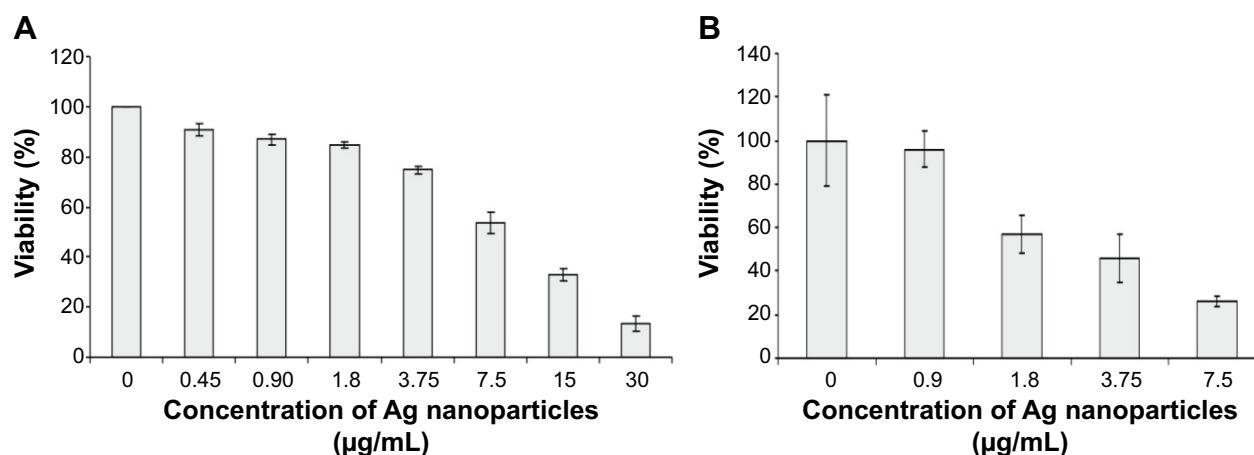 A
Viability (%)
120
100
80
60
40
20
0
0 0.45 0.90 1.8 3.75 7.5 15 30
Concentration of Ag nanoparticles
(µg/mL)
B
Viability (%)
140
120
100
80
60
40
20
0
0 0.9 1.8 3.75 7.5
Concentration of Ag nanoparticles
(µg/mL)